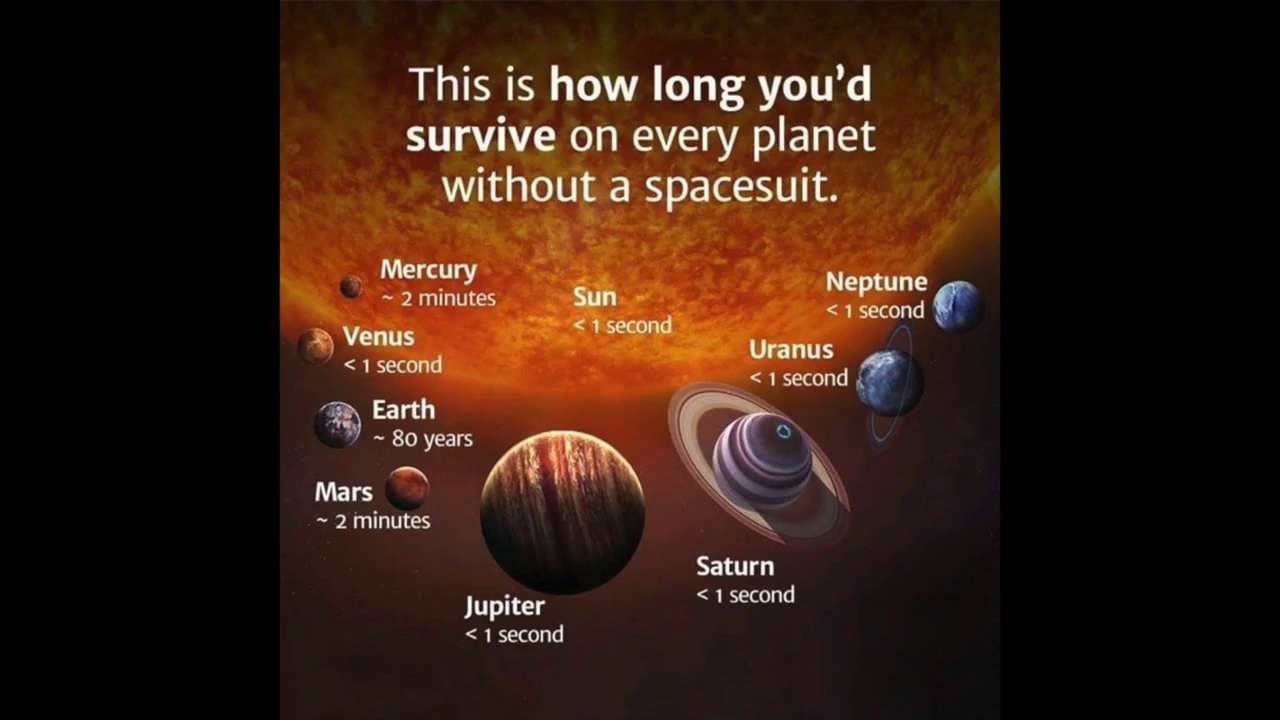 This is how long you’d
survive on every planet
without a spacesuit.
Mercury
~ 2 minutes
Sun
< 1 second
Neptune
< 1 second
Venus
< 1 second
Uranus
< 1 second
Earth
~ 80 years
Mars
~ 2 minutes
Saturn
< 1 second
Jupiter
< 1 second